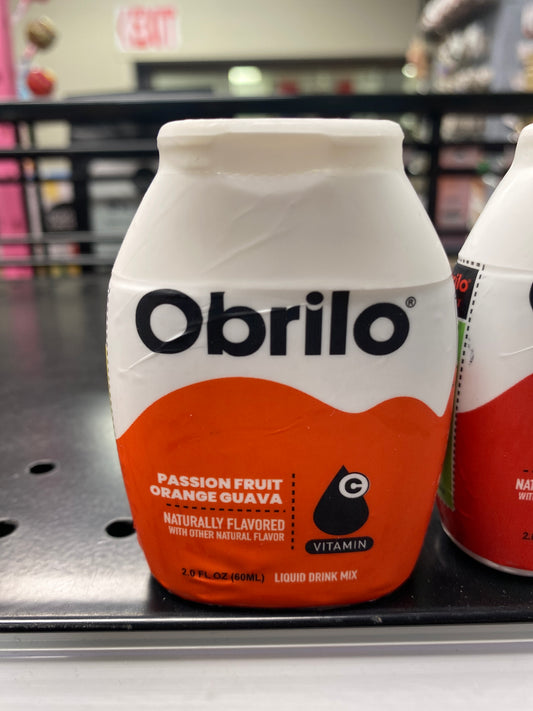 EXIT
Obrilo®
PASSION FRUIT
ORANGE GUAVA
NATURALLY FLAVORED
WITH OTHER NATURAL FLAVOR
C
VITAMIN
2.0 FL OZ (60ML) LIQUID DRINK MIX